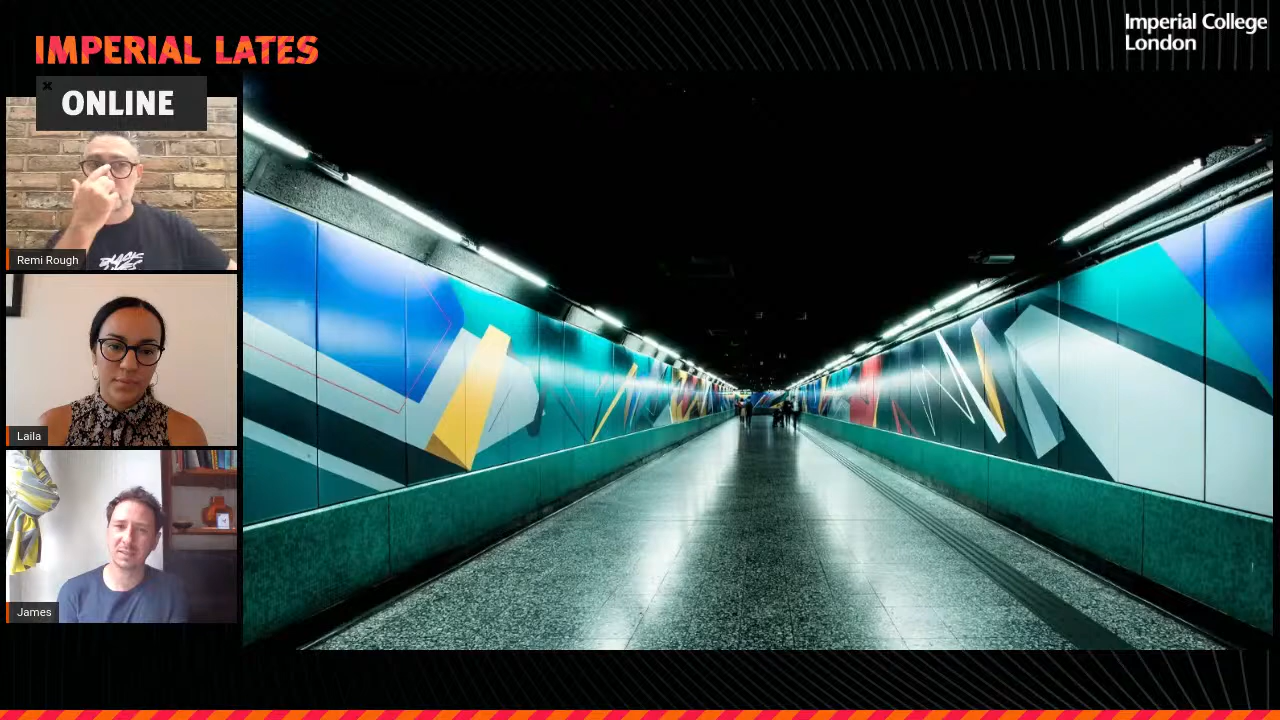 IMPERIAL LATES
ONLINE
Imperial College
London
Remi Rough
Laila
James